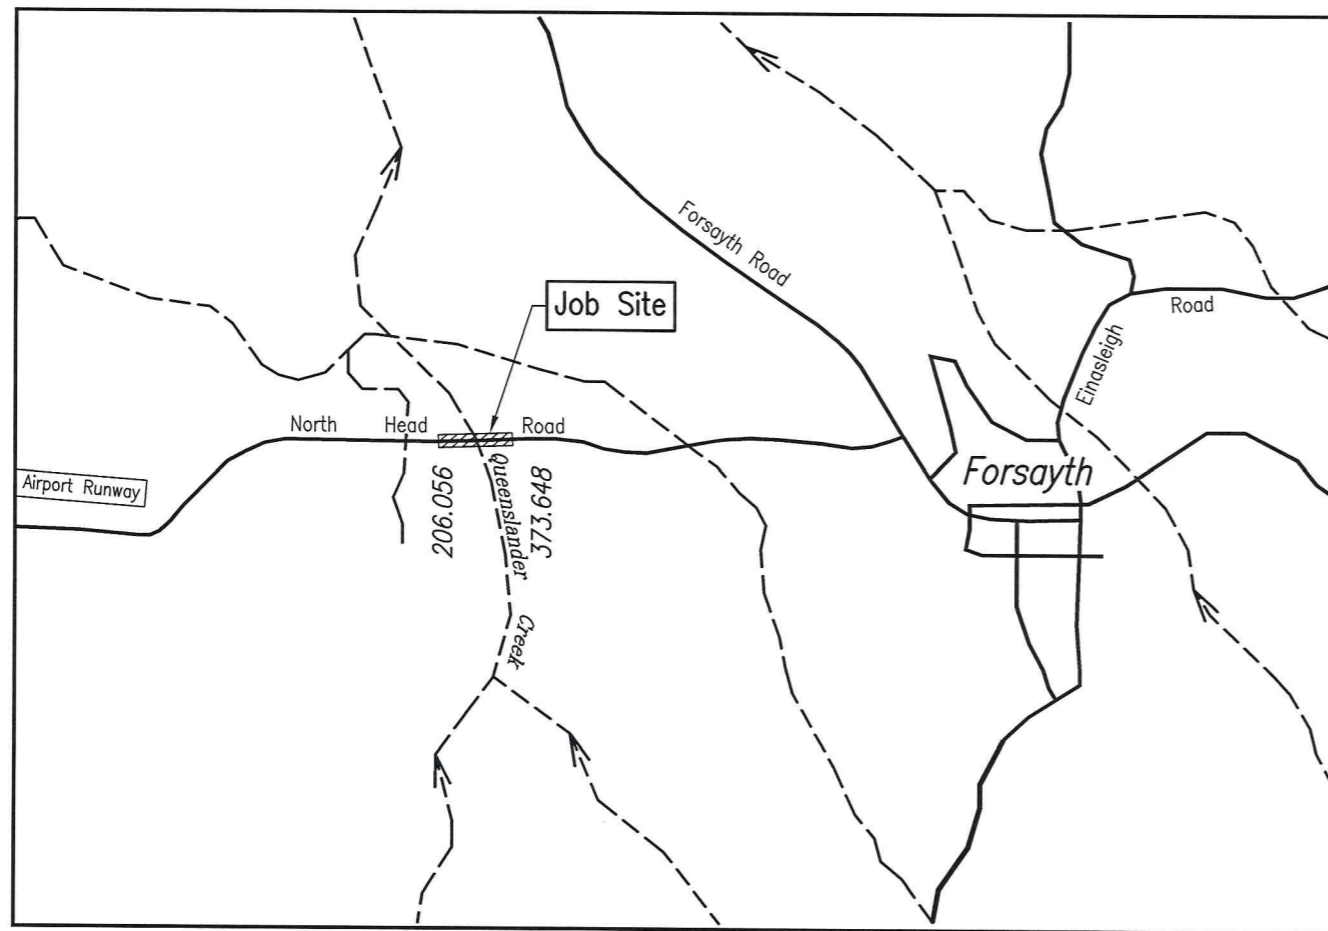 Forsayth Road
Job Site
Road
Einasleigh
North Head Road
Forsayth
Airport Runway
206.056
Queenslander Creek
373.648